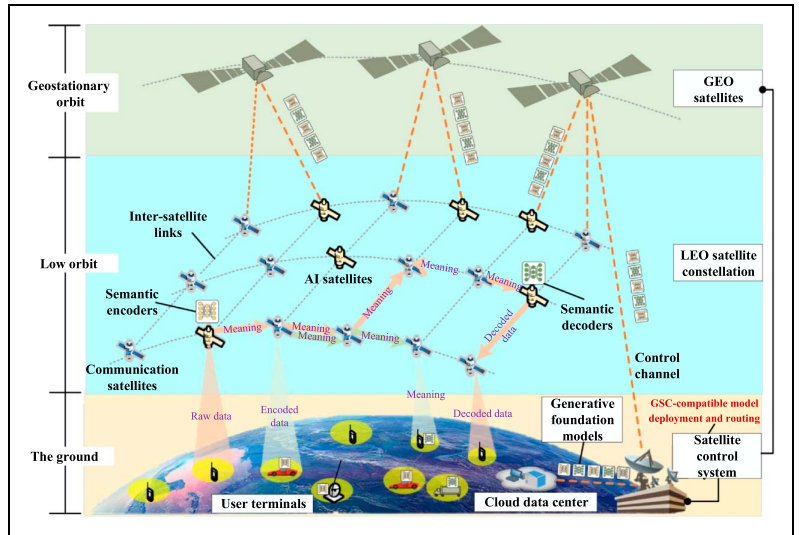 Geostationary
orbit
GEO
satellites
Inter-satellite
links
Low orbit
AI satellites
LEO satellite
constellation
Semantic
encoders
Meaning
Meaning
Meaning
Semantic
decoders
Meaning
Meaning
Meaning
Meaning
Decoded
data
Communication
satellites
Control
channel
Raw data
Encoded
data
Meaning
Decoded data
Generative
foundation
models
GSC-compatible model
deployment and routing
The ground
Satellite
control
system
User terminals
Cloud data center